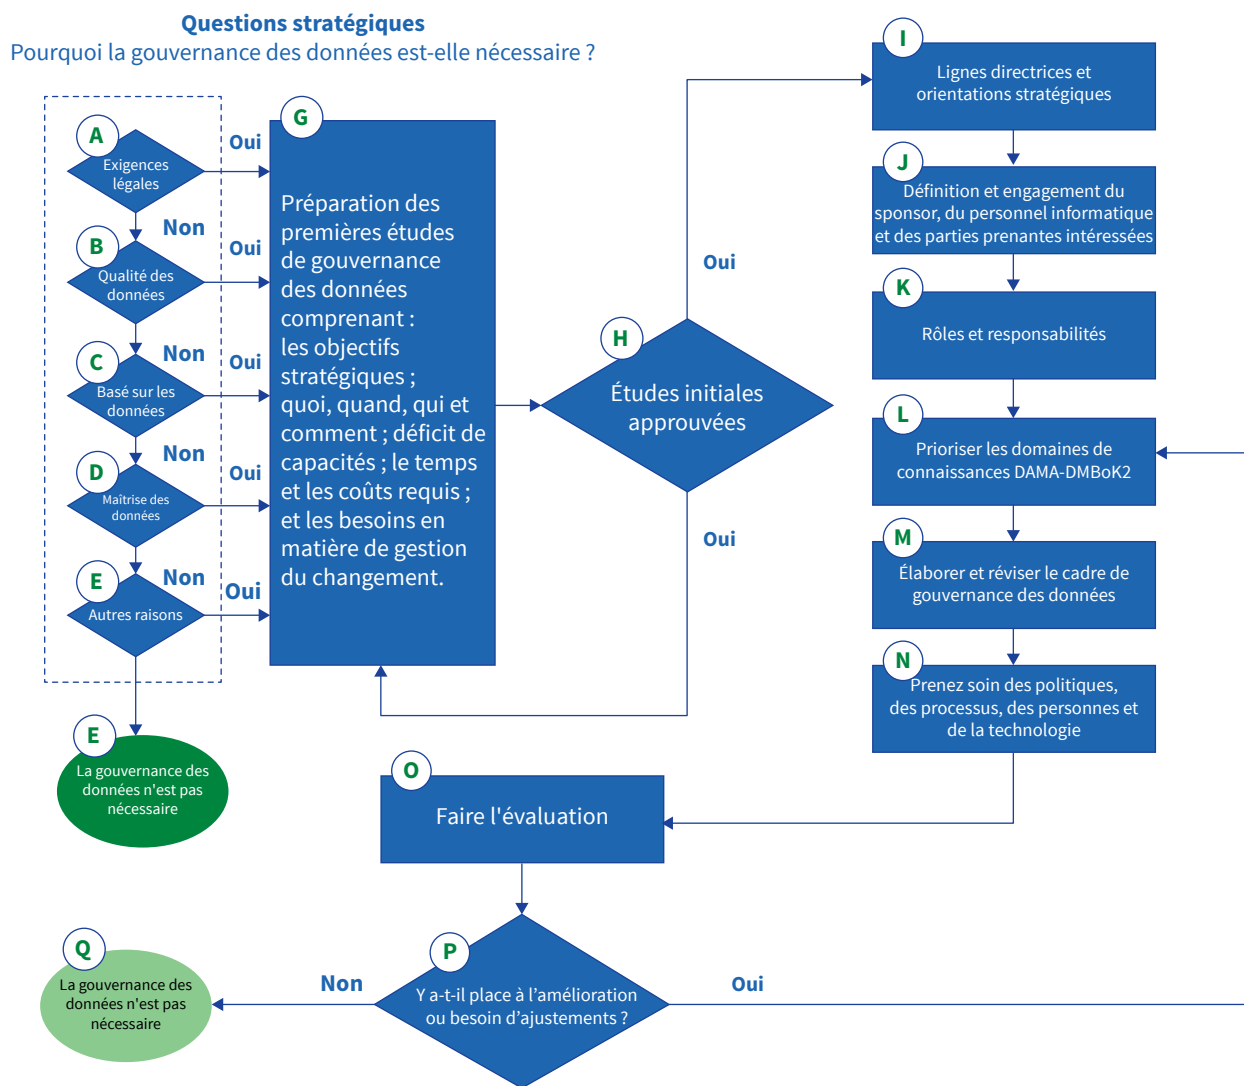 Questions stratégiques
Pourquoi la gouvernance des données est-elle nécessaire ?
A
Exigences
légales
Oui
Non
B
Qualité des
données
Oui
Non
C
Basé sur les
données
Oui
Non
D
Maîtrise des
données
Oui
Non
E
Autres raisons
Oui
E
La gouvernance des
données n'est pas
nécessaire
G
Préparation des
premières études
de gouvernance
des données
comprenant :
les objectifs
stratégiques ;
quoi, quand, qui et
comment ; déficit de
capacités ; le temps
et les coûts requis ;
et les besoins en
matière de gestion
du changement.
H
Études initiales
approuvées
Oui
Oui
I
Lignes directrices et
orientations stratégiques
J
Définition et engagement du
sponsor, du personnel informatique
et des parties prenantes intéressées
K
Rôles et responsabilités
L
Prioriser les domaines de
connaissances DAMA-DMBoK2
M
Élaborer et réviser le cadre de
gouvernance des données
N
Prenez soin des politiques,
des processus, des personnes et
de la technologie
O
Faire l'évaluation
P
Y a-t-il place à l’amélioration
ou besoin d’ajustements ?
Non
Oui
Q
La gouvernance des
données n'est pas
nécessaire